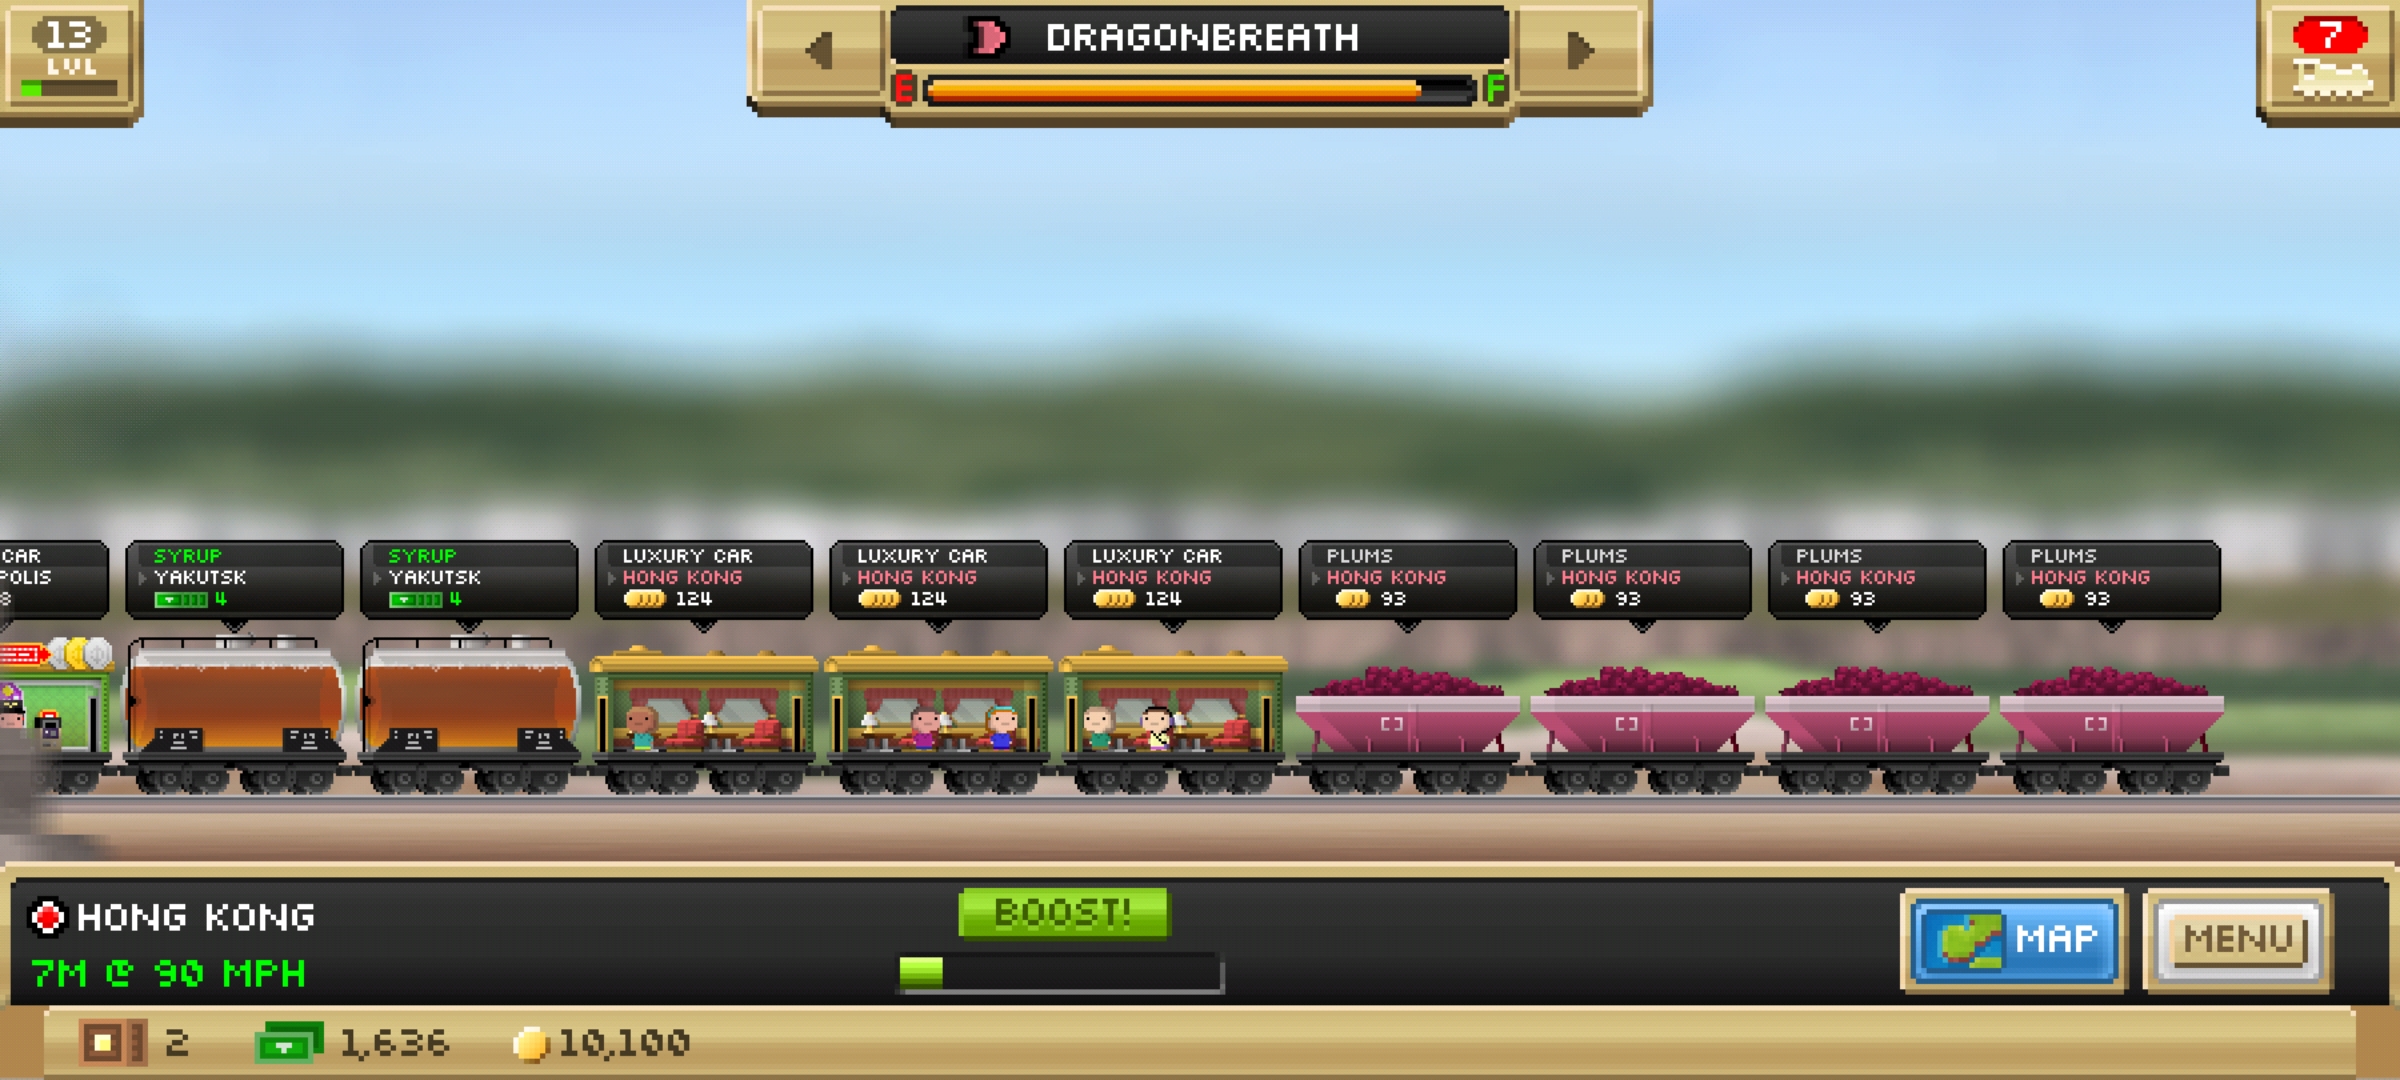 13
LVL
DRAGONBREATH
E F
7
CAR
POLIS
8
SYRUP
YAKUTSK
4
SYRUP
YAKUTSK
4
LUXURY CAR
HONG KONG
124
LUXURY CAR
HONG KONG
124
LUXURY CAR
HONG KONG
124
PLUMS
HONG KONG
93
PLUMS
HONG KONG
93
PLUMS
HONG KONG
93
PLUMS
HONG KONG
93
HONG KONG
7M @ 90 MPH
BOOST!
MAP
MENU
2
1,636
10,100